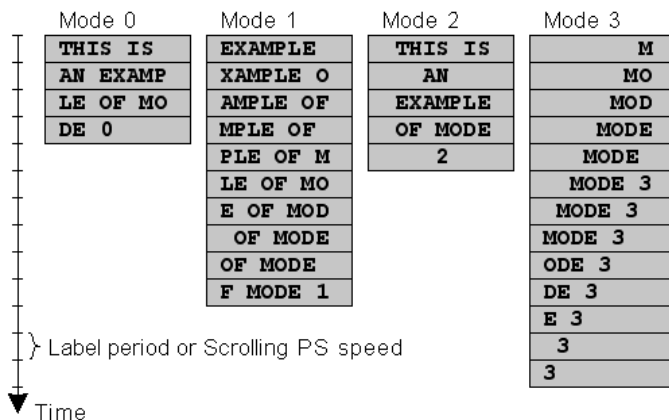 Mode 0 Mode 1 Mode 2 Mode 3
THIS IS EXAMPLE THIS IS M
AN EXAMP XAMPLE O AN MO
LE OF MO AMPLE OF EXAMPLE MOD
DE 0 MPLE OF OF MODE MODE
PLE OF M 2 MODE
LE OF MO MODE 3
E OF MOD MODE 3
OF MODE MODE 3
OF MODE ODE 3
F MODE 1 DE 3
E 3
} Label period or Scrolling PS speed 3
3
Time